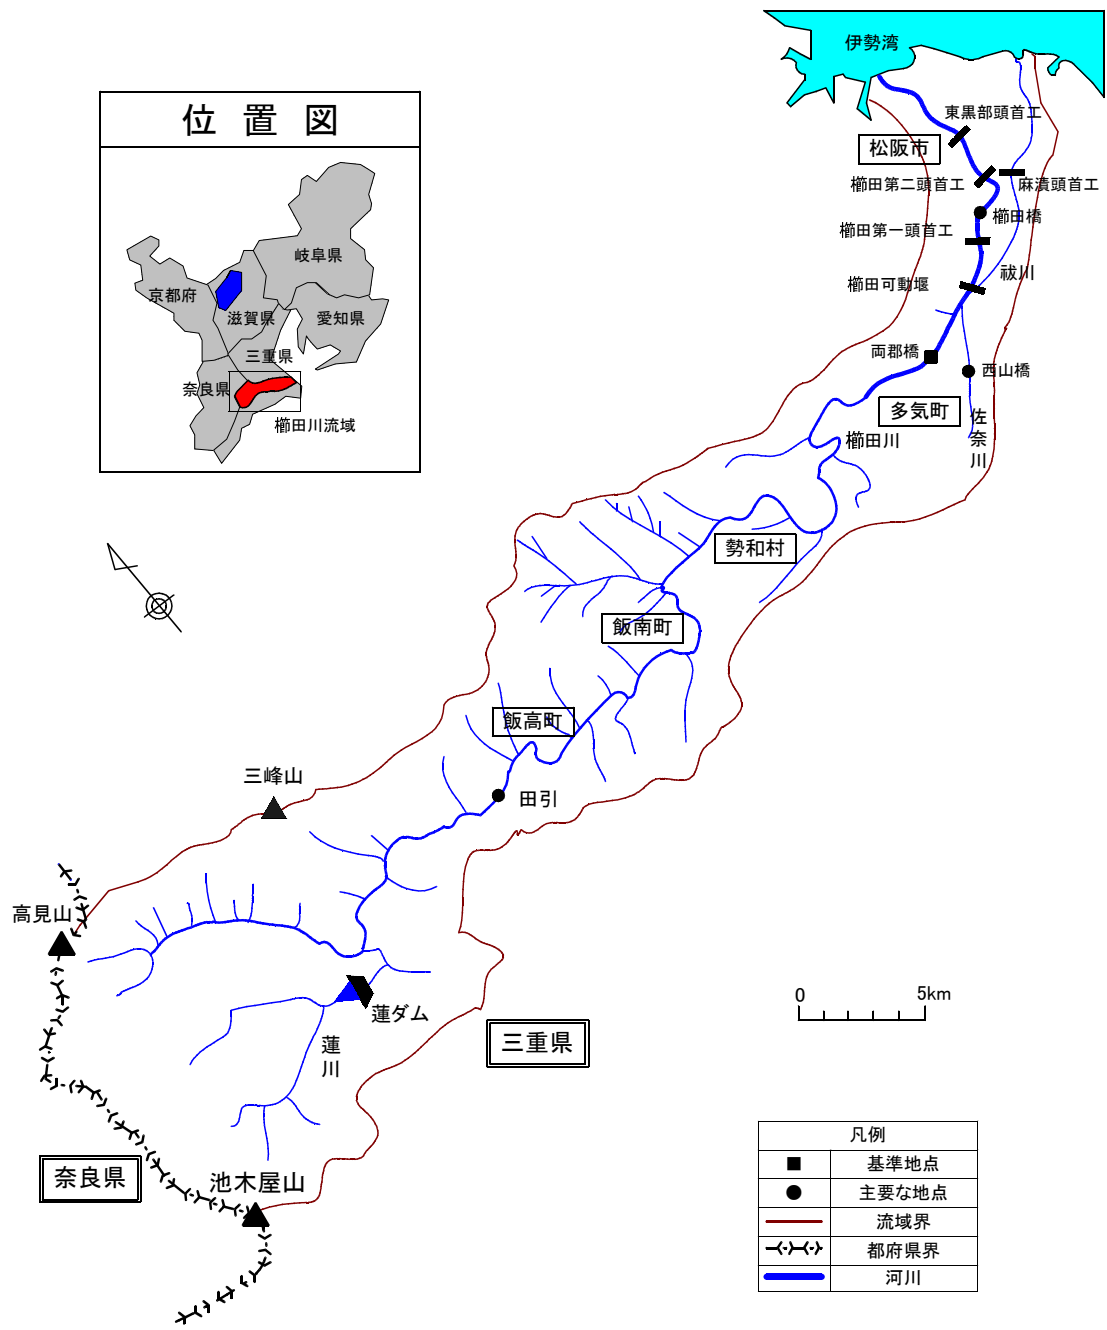 伊勢湾
東黒部頭首工
松阪市
櫛田第二頭首工
麻漬頭首工
櫛田橋
櫛田第一頭首工
祓川
櫛田可動堰
両郡橋
西山橋
多気町
佐奈川
櫛田川
勢和村
飯南町
飯高町
田引
三峰山
高見山
蓮ダム
蓮川
三重県
奈良県
池木屋山
位置図
岐阜県
京都府
滋賀県
愛知県
三重県
奈良県
櫛田川流域
0 5km
凡例
基準地点
主要な地点
流域界
都府県界
河川